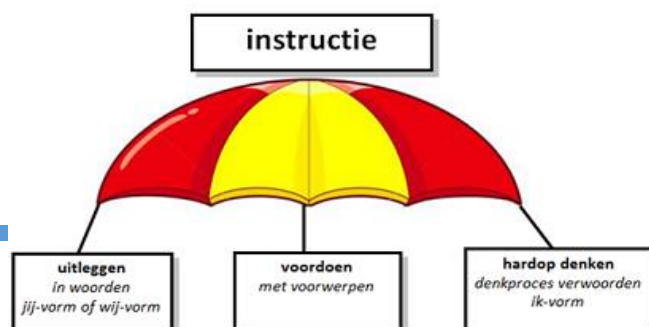 instructie
uitleggen
in woorden
jij-vorm of wij-vorm
voordoen
met voorwerpen
hardop denken
denkproces verwoorden
ik-vorm